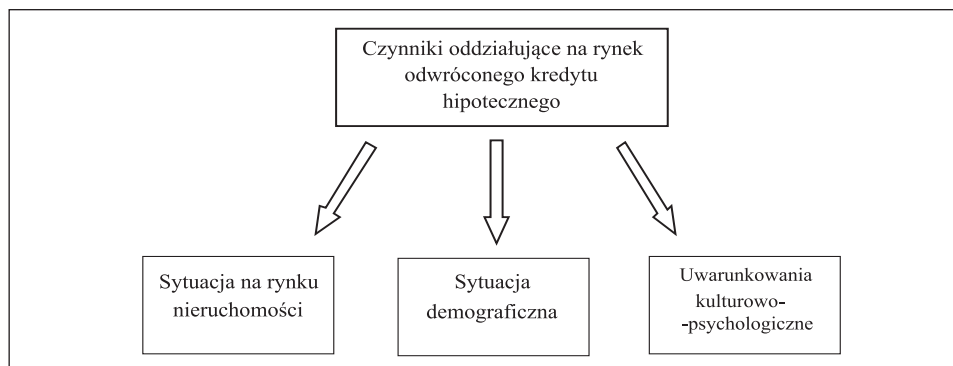 Czynniki oddziałujące na rynek
odwróconego kredytu
hipotecznego
Sytuacja na rynku
nieruchomości
Sytuacja
demograficzna
Uwarunkowania
kulturowo-
-psychologiczne